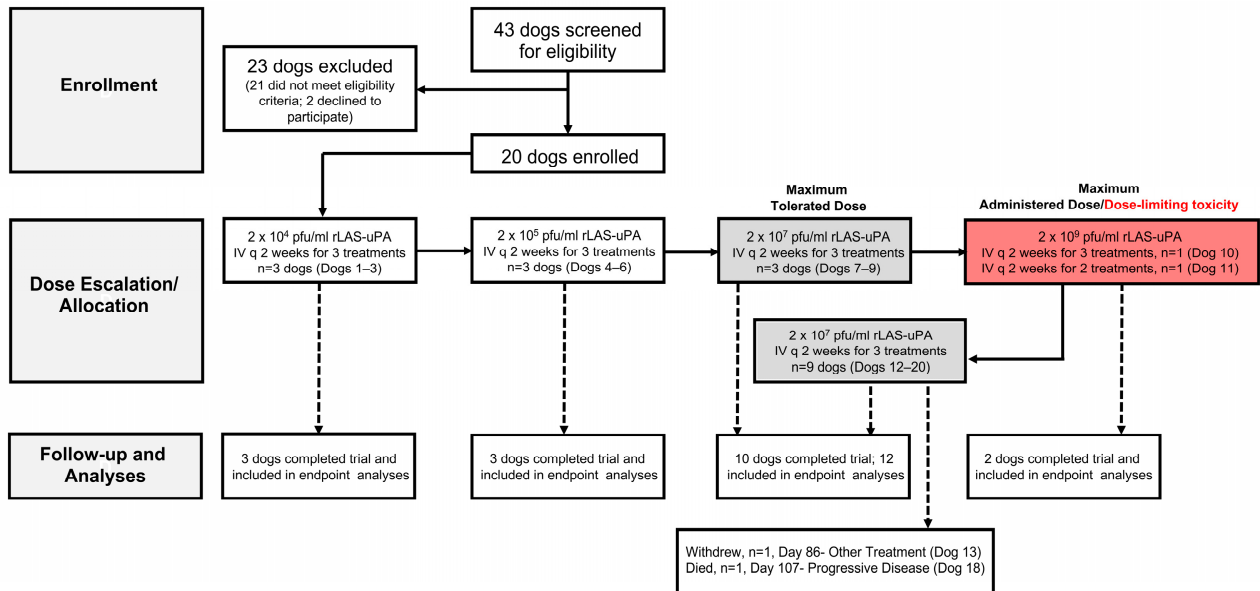 Enrollment
43 dogs screened
for eligibility
23 dogs excluded
(21 did not meet eligibility
criteria; 2 declined to
participate)
20 dogs enrolled
Dose Escalation/
Allocation
2 x 10⁴ pfu/ml rLAS-uPA
IV q 2 weeks for 3 treatments
n=3 dogs (Dogs 1–3)
2 x 10⁵ pfu/ml rLAS-uPA
IV q 2 weeks for 3 treatments
n=3 dogs (Dogs 4–6)
Maximum
Tolerated Dose
2 x 10⁷ pfu/ml rLAS-uPA
IV q 2 weeks for 3 treatments
n=3 dogs (Dogs 7–9)
Maximum
Administered Dose/Dose-limiting toxicity
2 x 10⁹ pfu/ml rLAS-uPA
IV q 2 weeks for 3 treatments, n=1 (Dog 10)
IV q 2 weeks for 2 treatments, n=1 (Dog 11)
2 x 10⁷ pfu/ml rLAS-uPA
IV q 2 weeks for 3 treatments
n=9 dogs (Dogs 12–20)
Follow-up and
Analyses
3 dogs completed trial and
included in endpoint analyses
3 dogs completed trial and
included in endpoint analyses
10 dogs completed trial; 12
included in endpoint analyses
2 dogs completed trial and
included in endpoint analyses
Withdrew, n=1, Day 86- Other Treatment (Dog 13)
Died, n=1, Day 107- Progressive Disease (Dog 18)